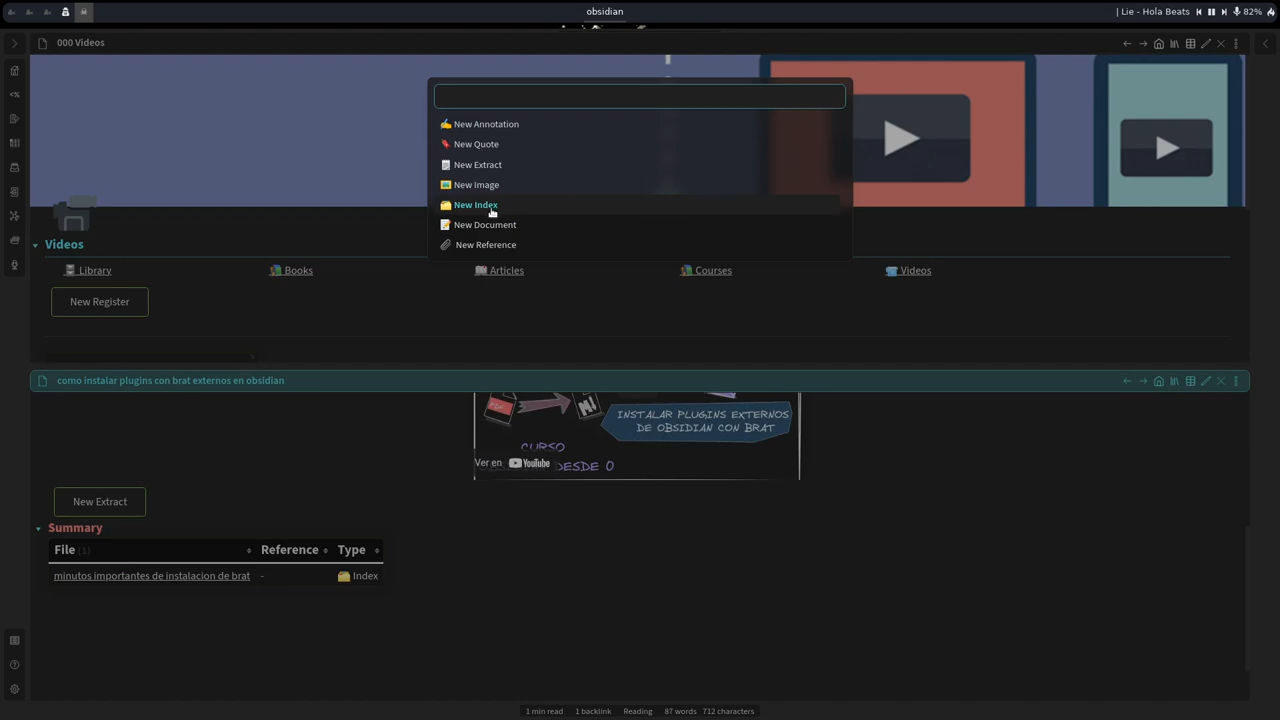 obsidian
| Lie - Hola Beats
82%
000 Videos
New Annotation
New Quote
New Extract
New Image
New Index
New Document
New Reference
Videos
Library
Books
Articles
Courses
Videos
New Register
como instalar plugins con brat externos en obsidian
INSTALAR PLUGINS EXTERNOS
DE OBSIDIAN CON BRAT
CURSO
Ver en YouTube
DESDE 0
New Extract
Summary
File (1) Reference Type
minutos importantes de instalacion de brat - Index
1 min read 1 backlink Reading 87 words 712 characters